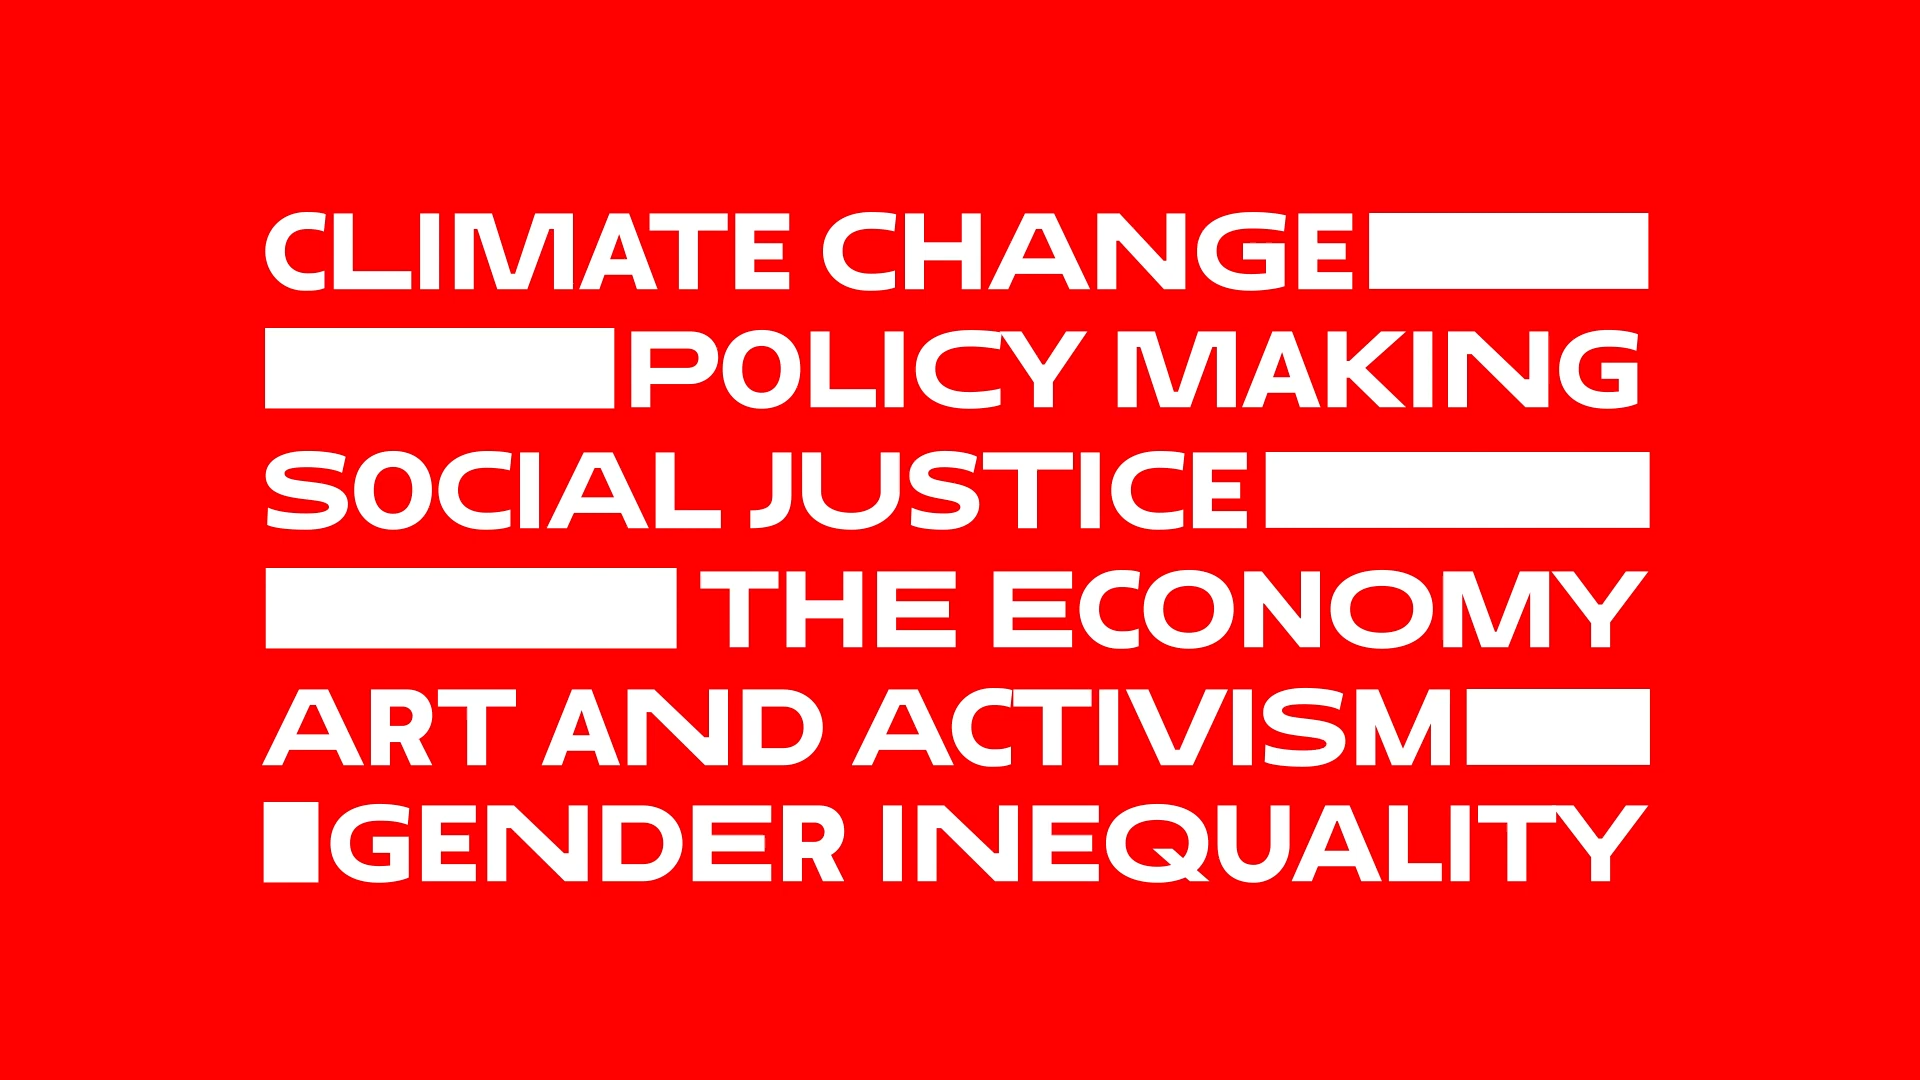 CLIMATE CHANGE
POLICY MAKING
SOCIAL JUSTICE
THE ECONOMY
ART AND ACTIVISM
GENDER INEQUALITY